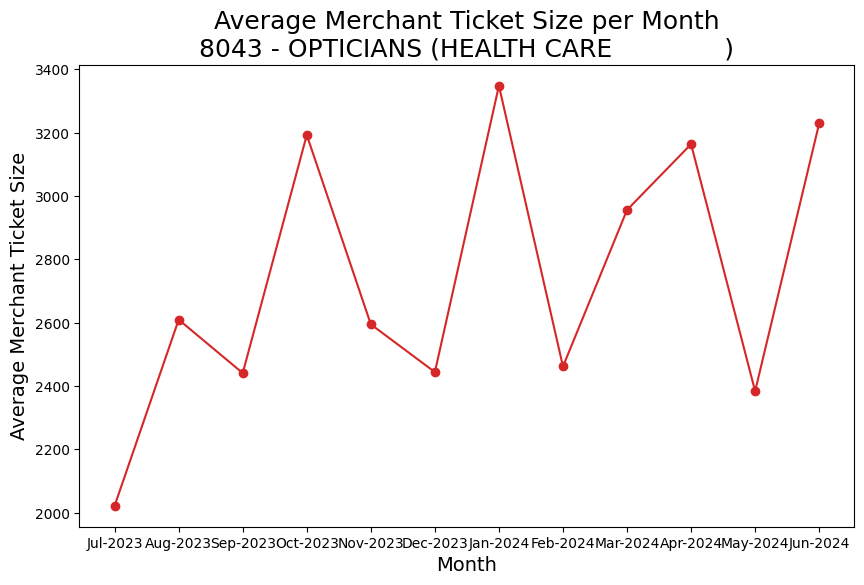 Average Merchant Ticket Size per Month
8043 - OPTICIANS (HEALTH CARE              )
3400
3200
3000
2800
2600
2400
2200
2000
Average Merchant Ticket Size
Jul-2023 Aug-2023 Sep-2023 Oct-2023 Nov-2023 Dec-2023 Jan-2024 Feb-2024 Mar-2024 Apr-2024 May-2024 Jun-2024
Month